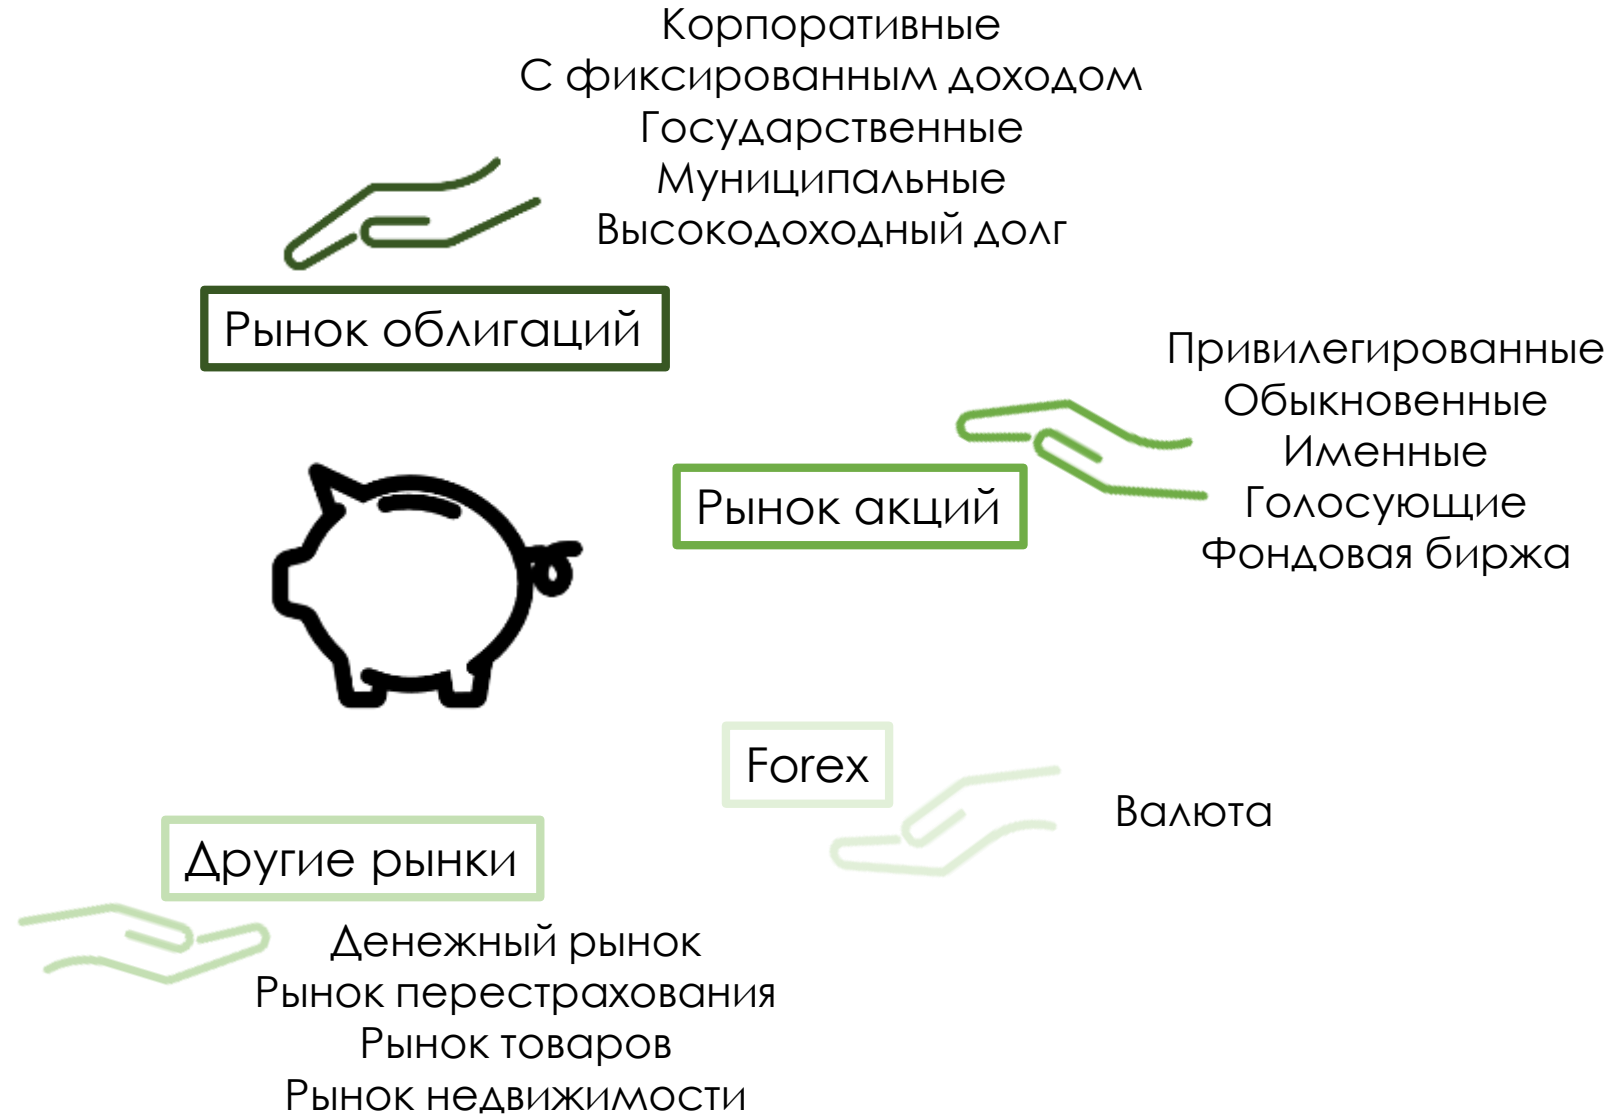 Корпоративные
С фиксированным доходом
Государственные
Муниципальные
Высокодоходный долг
Рынок облигаций
Привилегированные
Обыкновенные
Именные
Голосующие
Фондовая биржа
Рынок акций
Forex
Валюта
Другие рынки
Денежный рынок
Рынок перестрахования
Рынок товаров
Рынок недвижимости